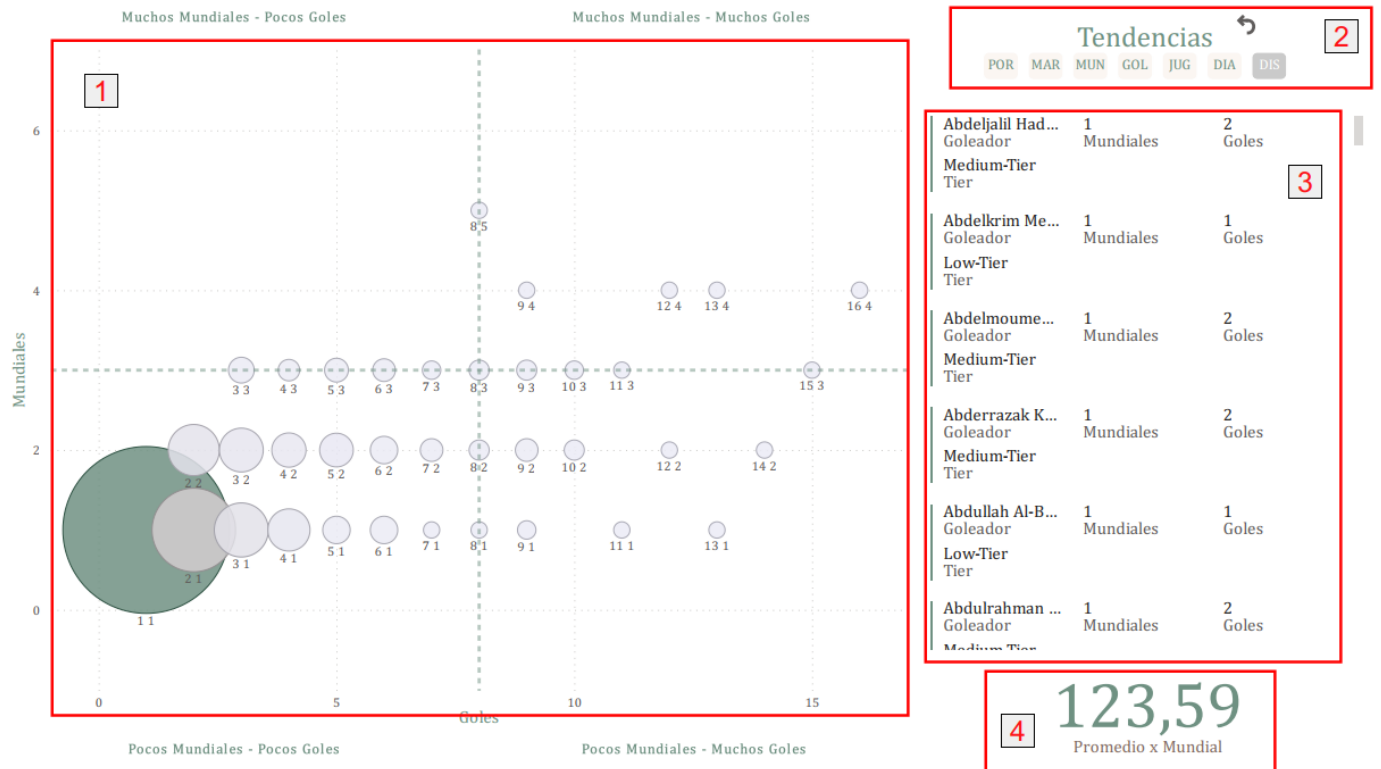 Muchos Mundiales - Pocos Goles
Muchos Mundiales - Muchos Goles
1
6
4
2
0
Mundiales
8 5
9 4
12 4
13 4
16 4
3 3
4 3
5 3
6 3
7 3
8 3
9 3
10 3
11 3
15 3
2 2
3 2
4 2
5 2
6 2
7 2
8 2
9 2
10 2
12 2
14 2
1 1
2 1
3 1
4 1
5 1
6 1
7 1
8 1
9 1
11 1
13 1
0
5
10
15
Goles
Pocos Mundiales - Pocos Goles
Pocos Mundiales - Muchos Goles
Tendencias
2
POR MAR MUN GOL JUG DIA DIS
3
Abdeljalil Had... 1 2
Goleador Mundiales Goles
Medium-Tier
Tier
Abdelkrim Me... 1 1
Goleador Mundiales Goles
Low-Tier
Tier
Abdelmoume... 1 2
Goleador Mundiales Goles
Medium-Tier
Tier
Abderrazak K... 1 2
Goleador Mundiales Goles
Medium-Tier
Tier
Abdullah Al-B... 1 1
Goleador Mundiales Goles
Low-Tier
Tier
Abdulrahman ... 1 2
Goleador Mundiales Goles
Medium-Tier
4
123,59
Promedio x Mundial